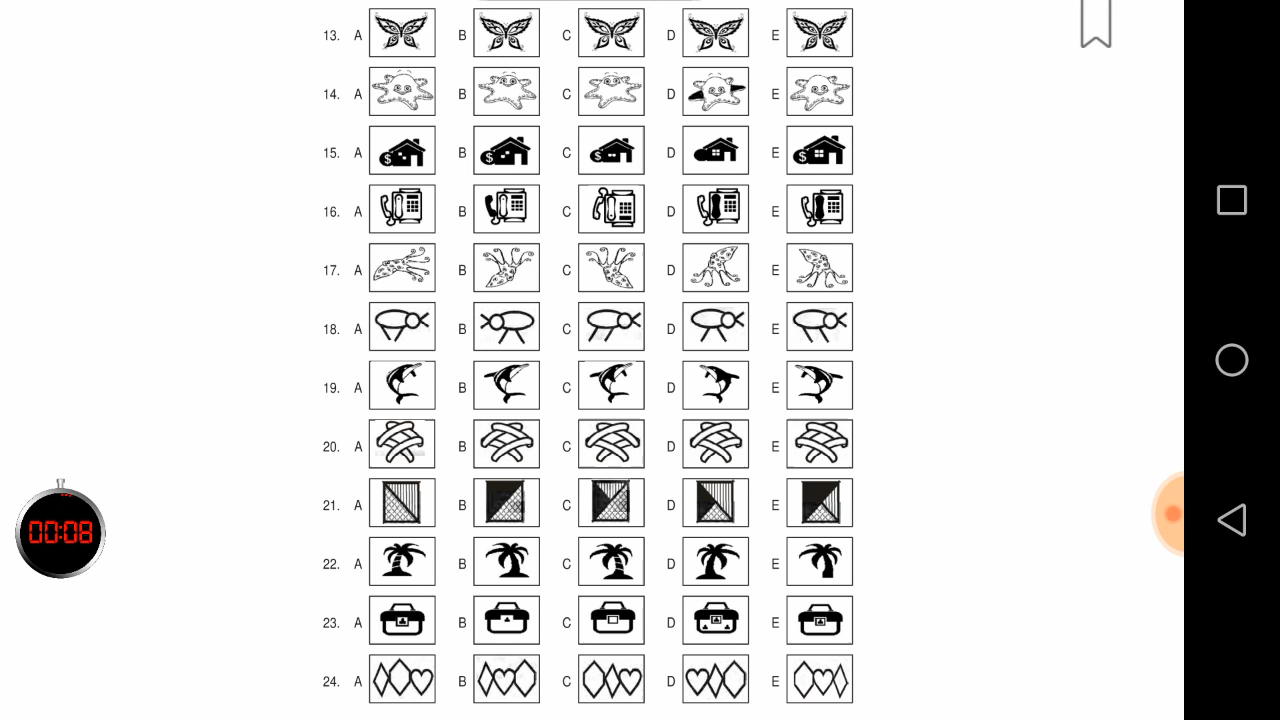 13. A B C D E
14. A B C D E
15. A $ B $ C $ D E $
16. A B C D E
17. A B C D E
18. A B C D E
19. A B C D E
20. A B C D E
21. A B C D E
22. A B C D E
23. A B C D E
24. A B C D E
00:08